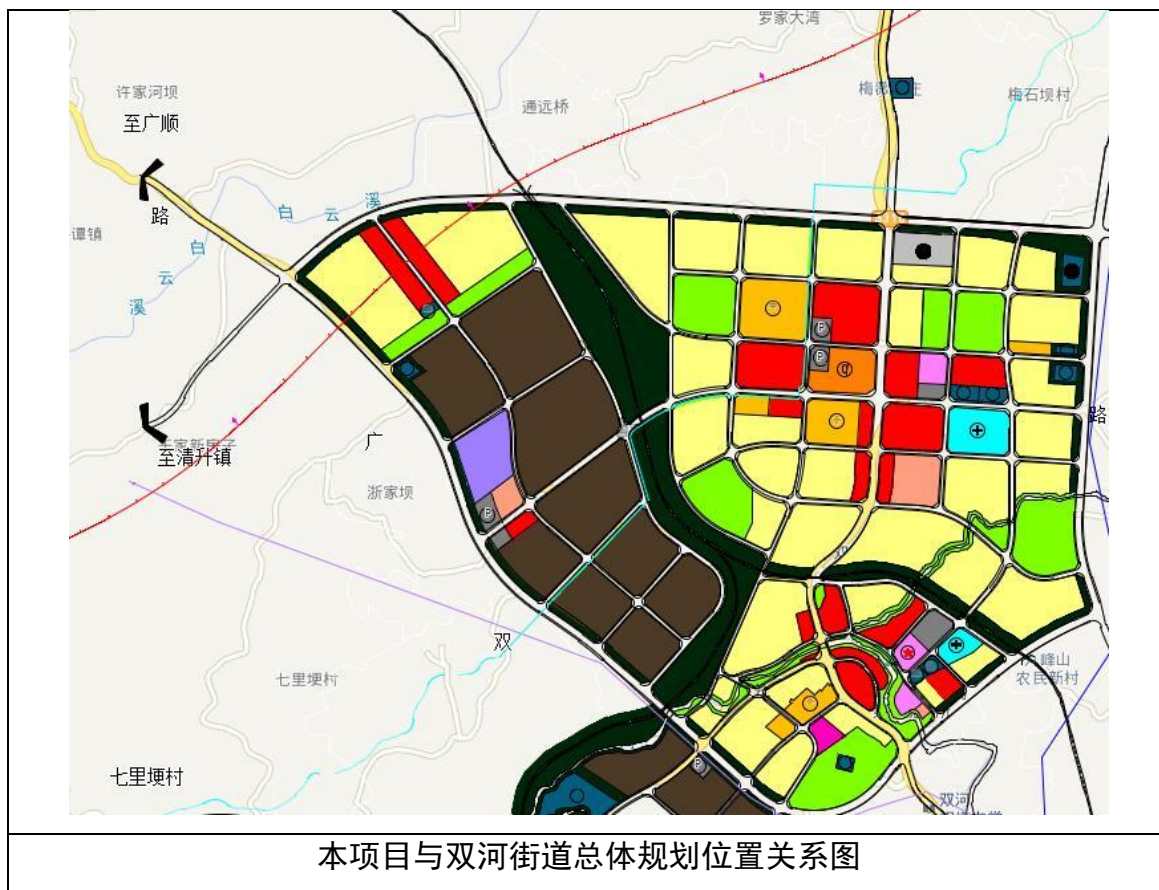 罗家大湾
许家河坝
梅石坝村
通远桥
至广顺
路
白
云
溪
谭镇
白
云
溪
P
P
路
至清升镇
广
浙家坝
P
双
七里埂村
峰山
农民新村
七里埂村
P
双河
本项目与双河街道总体规划位置关系图